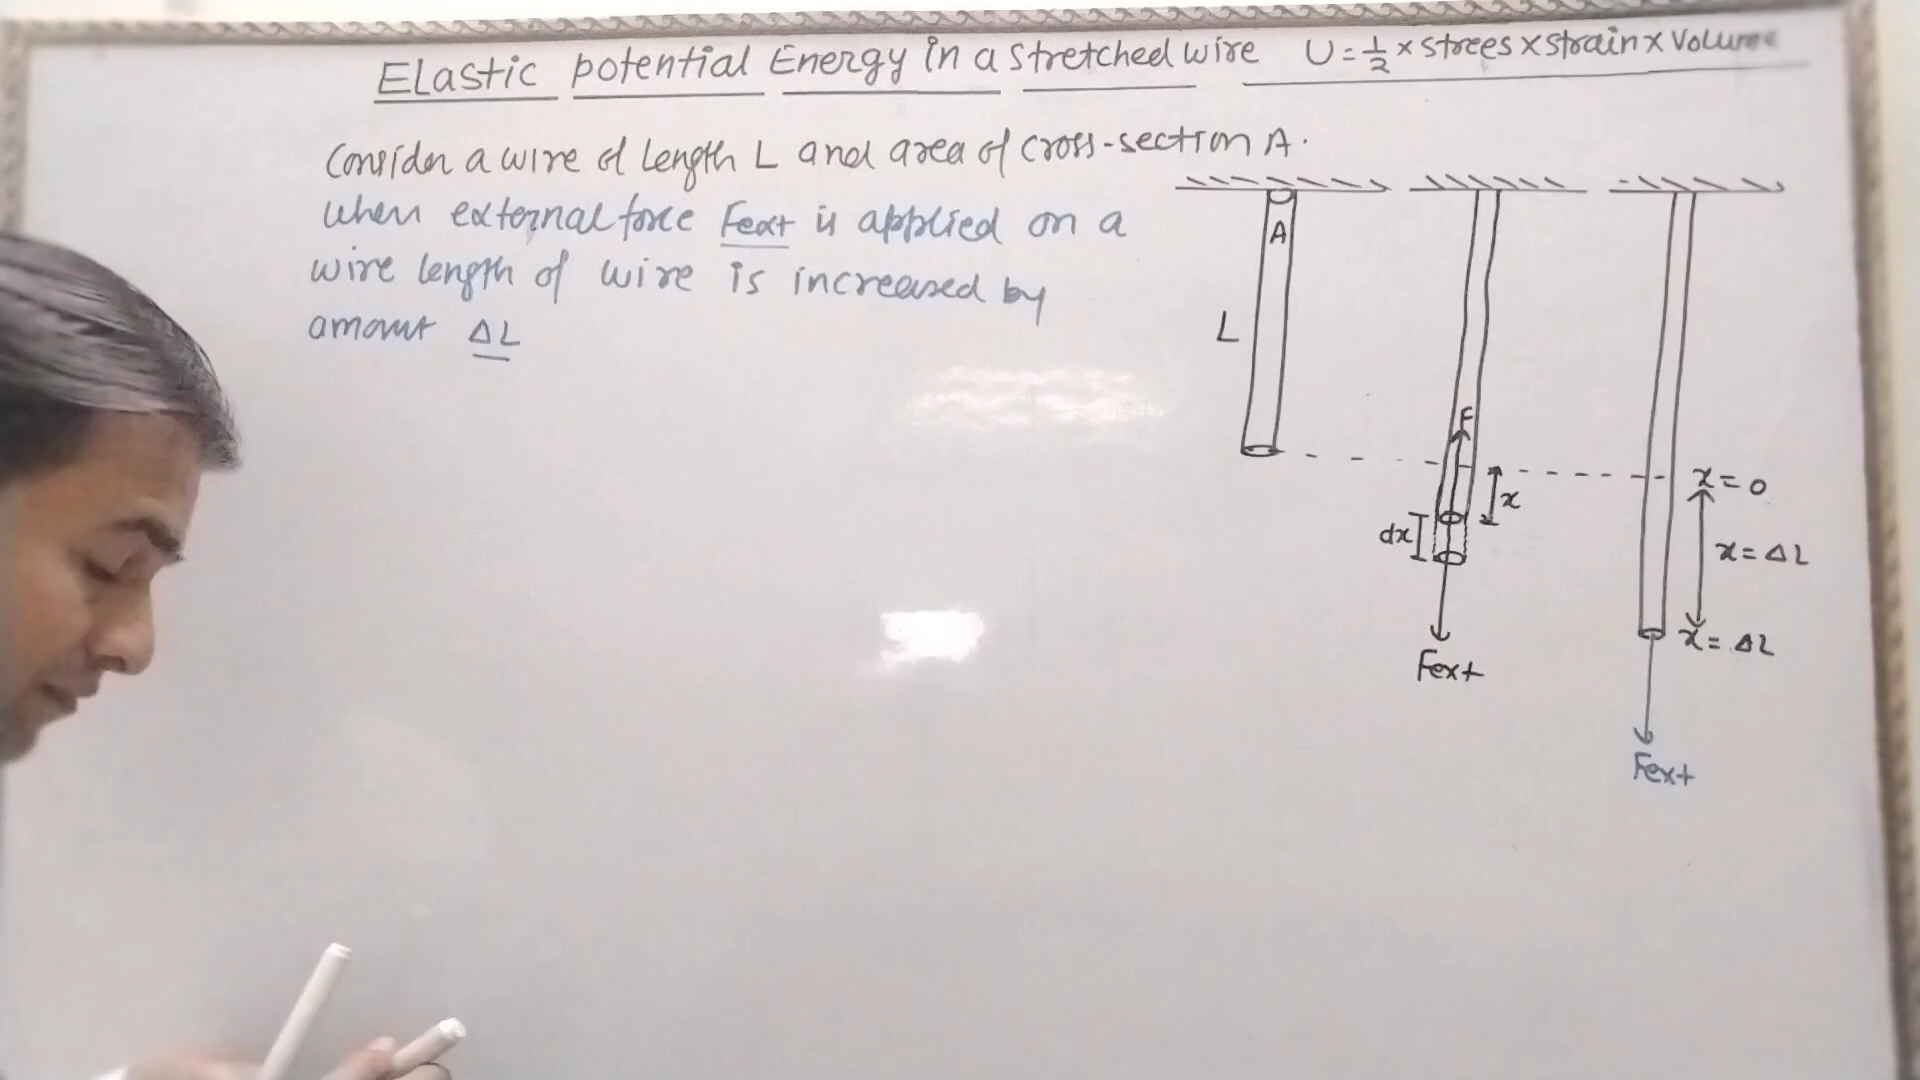 Elastic potential Energy in a stretched wire U = 1/2 × strees × strain × Volume
Consider a wire of length L and area of cross-section A.
when external force Fext is applied on a
wire length of wire is increased by
amount ΔL
A
L
F
x
dx
Fext
x = 0
x = ΔL
x = ΔL
Fext